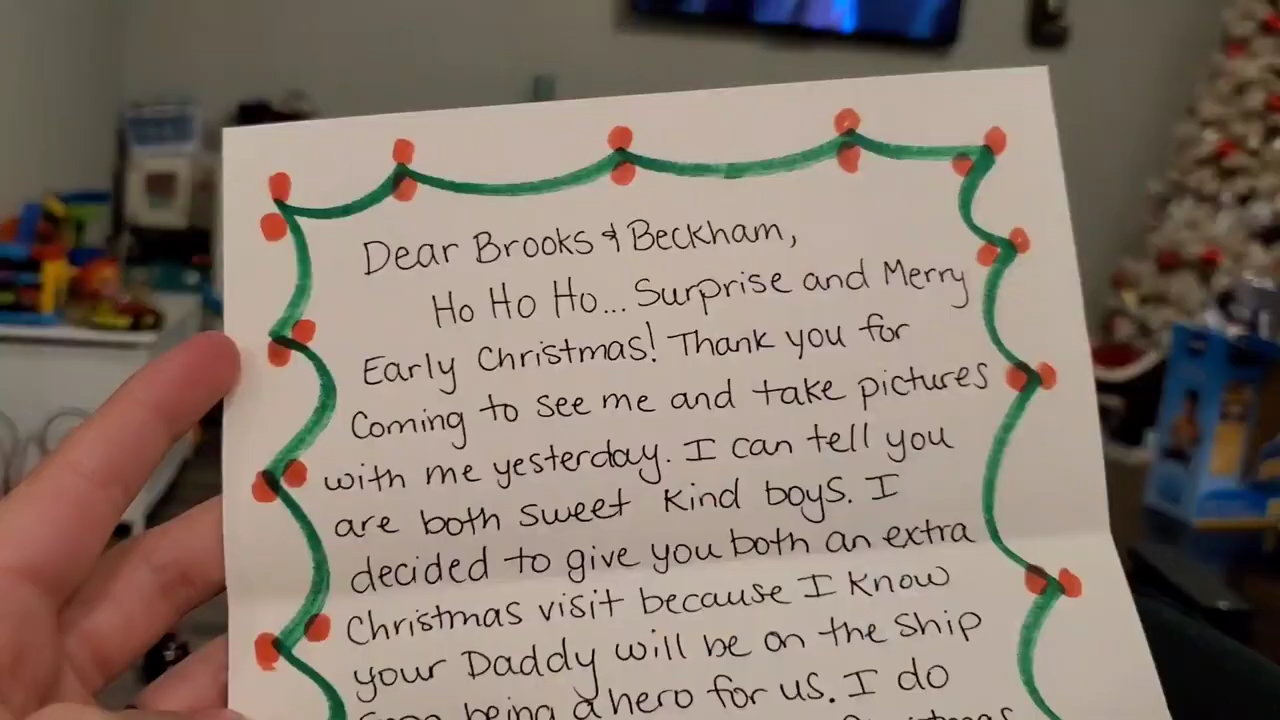 Dear Brooks & Beckham,
Ho Ho Ho... Surprise and Merry
Early Christmas! Thank you for
Coming to see me and take pictures
with me yesterday. I can tell you
are both sweet kind boys. I
decided to give you both an extra
Christmas visit because I know
your Daddy will be on the ship
being a hero for us. I do
Christmas